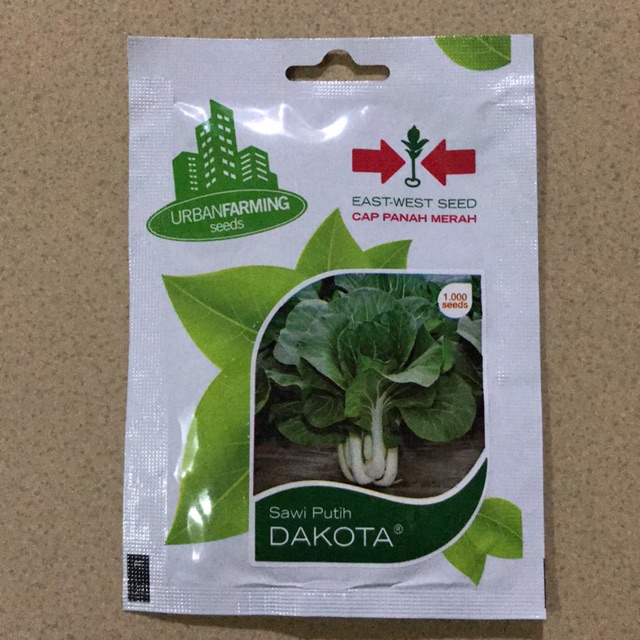 URBANFARMING
seeds
EAST-WEST SEED
CAP PANAH MERAH
1.000
seeds
Sawi Putih
DAKOTA®